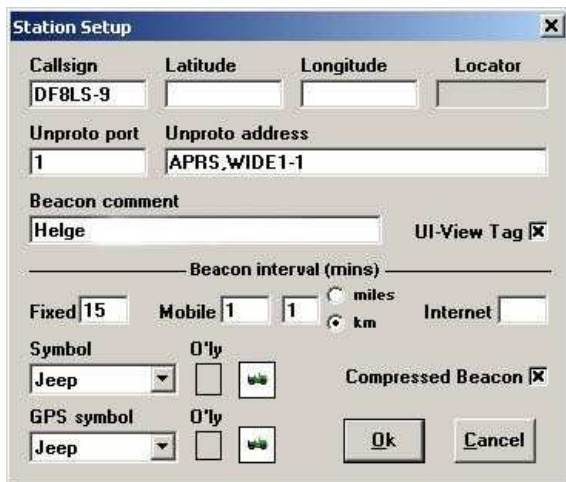 Station Setup
Callsign Latitude Longitude Locator
DF8LS-9
Unproto port Unproto address
1 APRS,WIDE1-1
Beacon comment
Helge UI-View Tag
Beacon interval (mins)
Fixed 15 Mobile 1 1 miles km Internet
Symbol O'ly
Jeep Compressed Beacon
GPS symbol O'ly
Jeep Ok Cancel